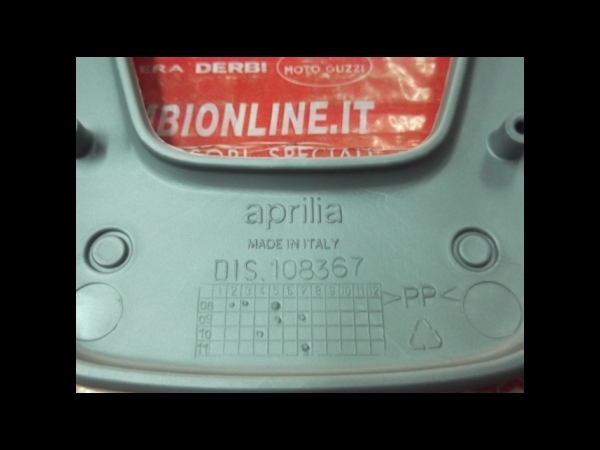 ERA DERBI MOTO GUZZI
BIONLINE.IT
SPECIAL
aprilia
MADE IN ITALY
DIS.108367
1 2 3 4 5 6 7 8 9 10 11 12
>PP<
08
09
10
11